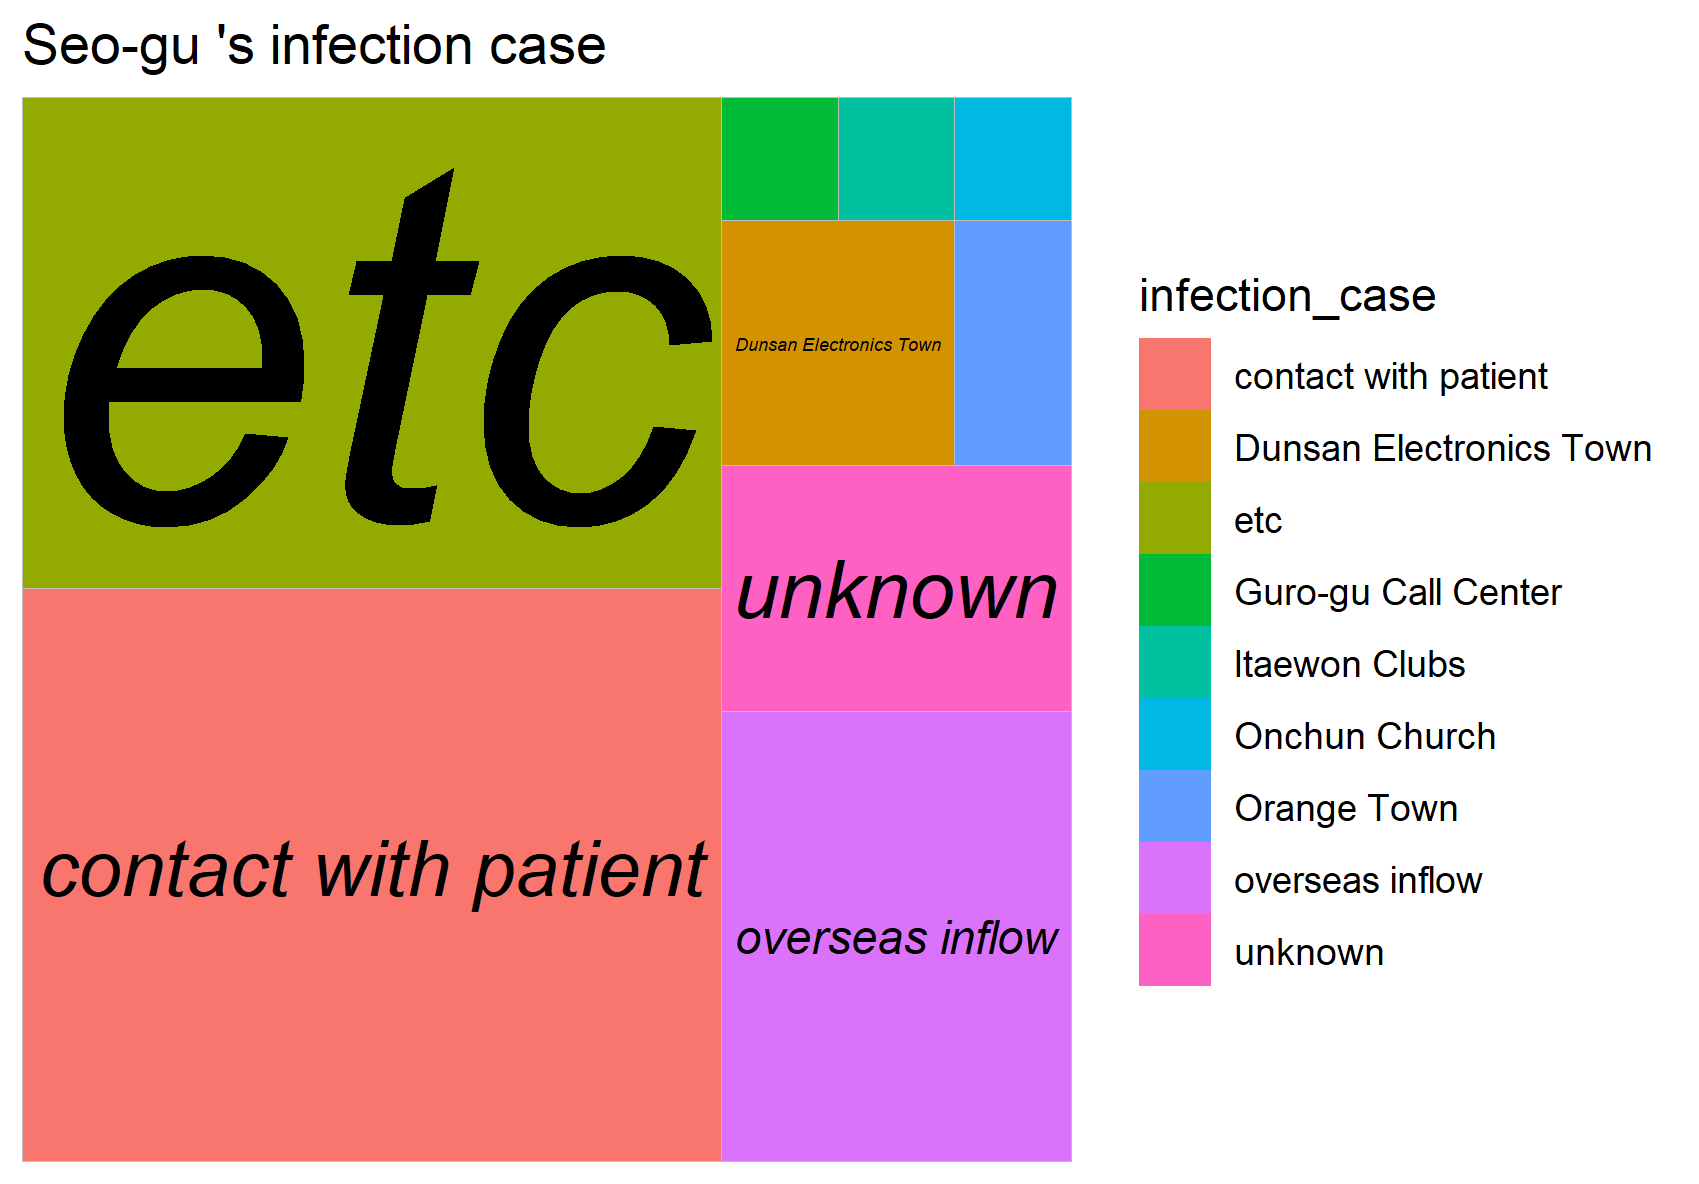 Seo-gu 's infection case
etc
Dunsan Electronics Town
unknown
contact with patient
overseas inflow
infection_case
contact with patient
Dunsan Electronics Town
etc
Guro-gu Call Center
Itaewon Clubs
Onchun Church
Orange Town
overseas inflow
unknown